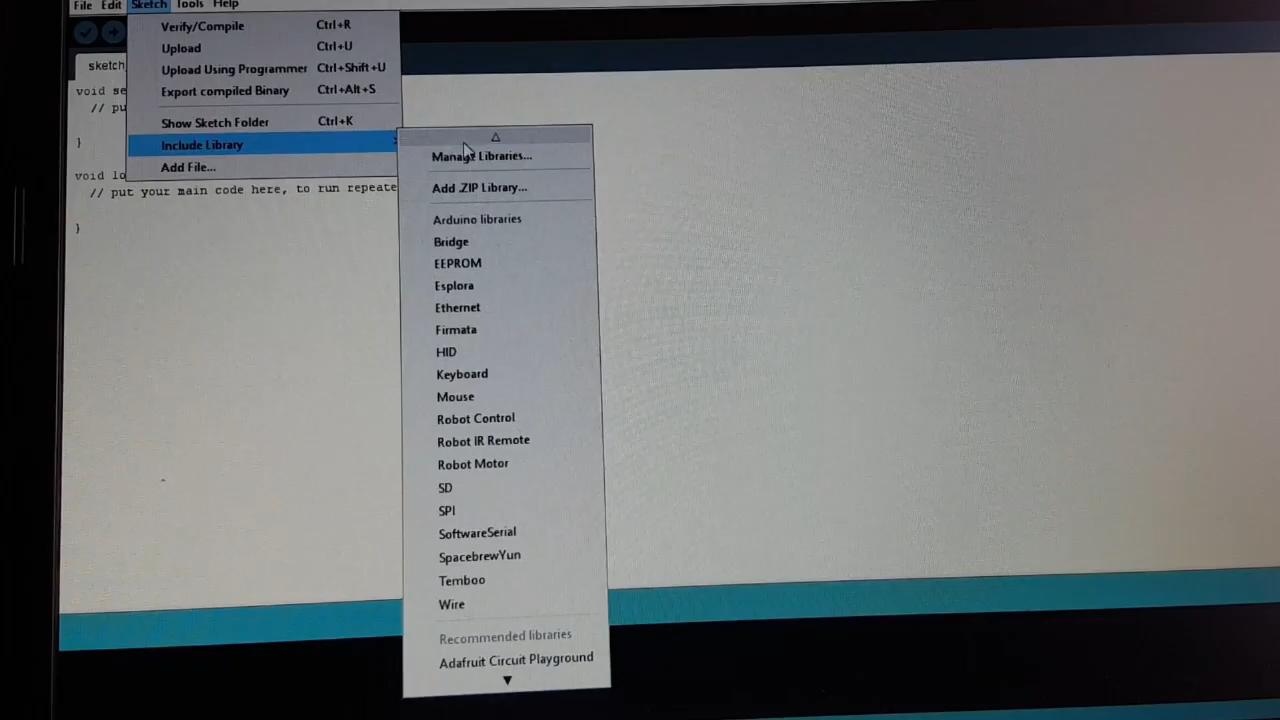 File Edit Sketch Tools Help
Verify/Compile Ctrl+R
Upload Ctrl+U
Upload Using Programmer Ctrl+Shift+U
Export compiled Binary Ctrl+Alt+S
Show Sketch Folder Ctrl+K
Include Library
Add File...
sketch
void se
// pu
}
void lo
// put your main code here, to run repeate
}
Manage Libraries...
Add .ZIP Library...
Arduino libraries
Bridge
EEPROM
Esplora
Ethernet
Firmata
HID
Keyboard
Mouse
Robot Control
Robot IR Remote
Robot Motor
SD
SPI
SoftwareSerial
SpacebrewYun
Temboo
Wire
Recommended libraries
Adafruit Circuit Playground